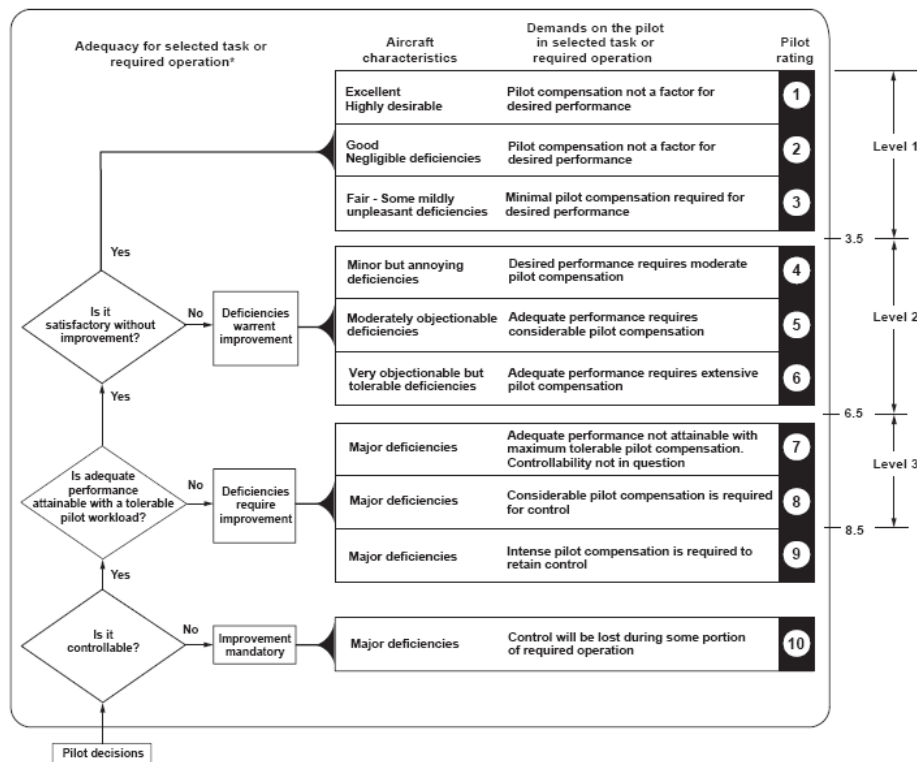 Adequacy for selected task or
required operation*
Aircraft
characteristics
Demands on the pilot
in selected task or
required operation
Pilot
rating
Excellent
Highly desirable
Pilot compensation not a factor for
desired performance
1
Good
Negligible deficiencies
Pilot compensation not a factor for
desired performance
2
Fair - Some mildly
unpleasant deficiencies
Minimal pilot compensation required for
desired performance
3
Level 1
3.5
Yes
Is it
satisfactory without
improvement?
No
Deficiencies
warrent
improvement
Minor but annoying
deficiencies
Desired performance requires moderate
pilot compensation
4
Moderately objectionable
deficiencies
Adequate performance requires
considerable pilot compensation
5
Very objectionable but
tolerable deficiencies
Adequate performance requires extensive
pilot compensation
6
Level 2
6.5
Yes
Is adequate
performance
attainable with a tolerable
pilot workload?
No
Deficiencies
require
improvement
Major deficiencies
Adequate performance not attainable with
maximum tolerable pilot compensation.
Controllability not in question
7
Major deficiencies
Considerable pilot compensation is required
for control
8
Level 3
8.5
Major deficiencies
Intense pilot compensation is required to
retain control
9
Yes
Is it
controllable?
No
Improvement
mandatory
Major deficiencies
Control will be lost during some portion
of required operation
10
Pilot decisions